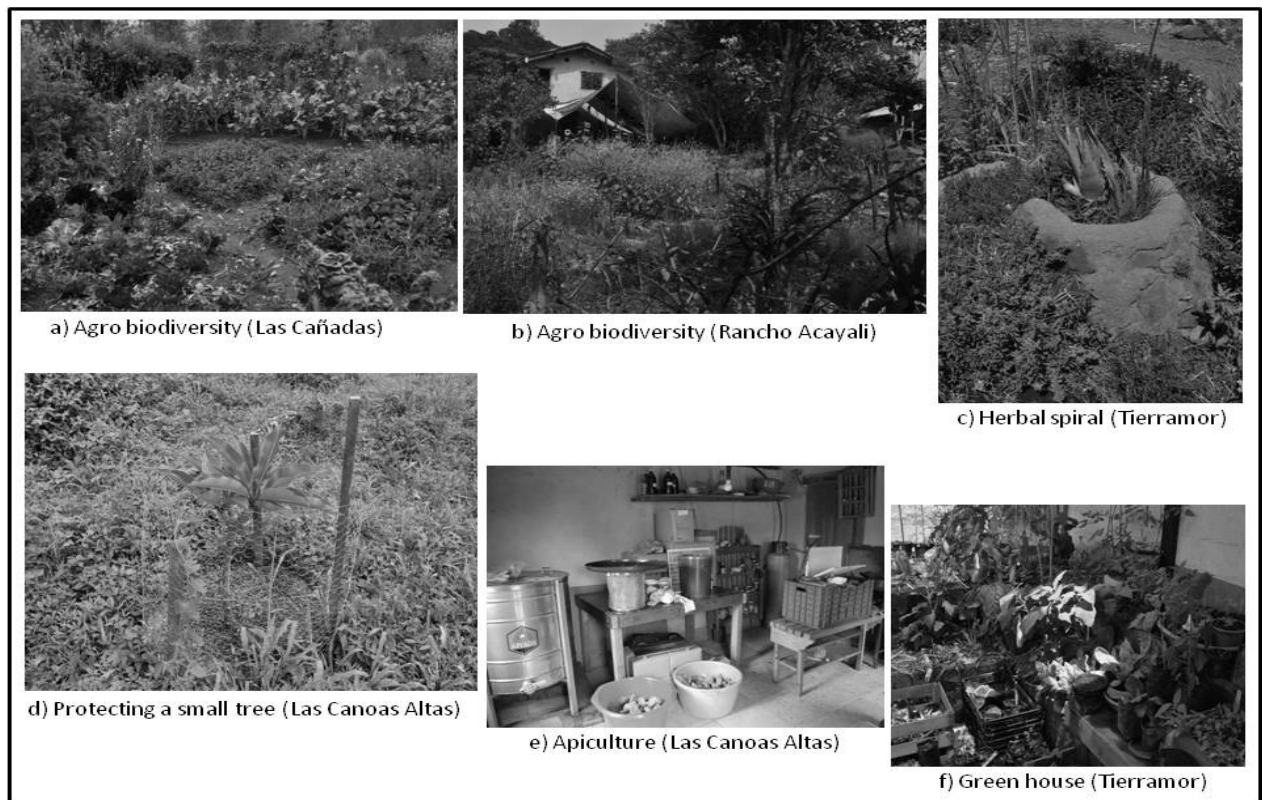 a) Agro biodiversity (Las Cañadas)
b) Agro biodiversity (Rancho Acayali)
c) Herbal spiral (Tierramor)
d) Protecting a small tree (Las Canoas Altas)
e) Apiculture (Las Canoas Altas)
f) Green house (Tierramor)